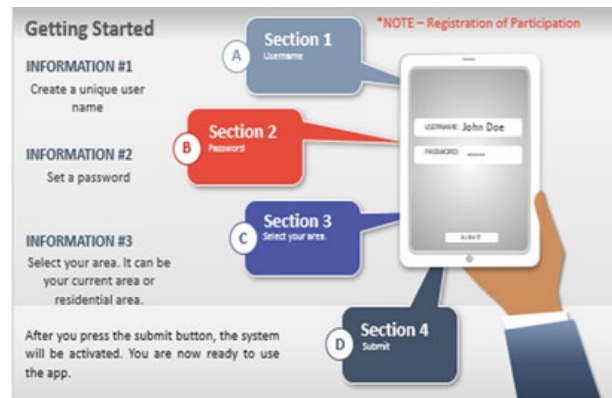 Getting Started
*NOTE – Registration of Participation
INFORMATION #1
Create a unique user
name
INFORMATION #2
Set a password
INFORMATION #3
Select your area. It can be
your current area or
residential area.
After you press the submit button, the system
will be activated. You are now ready to use
the app.
A
Section 1
Username
B
Section 2
Password
C
Section 3
Select your area.
D
Section 4
Submit
USERNAME: John Doe
PASSWORD:
SUBMIT